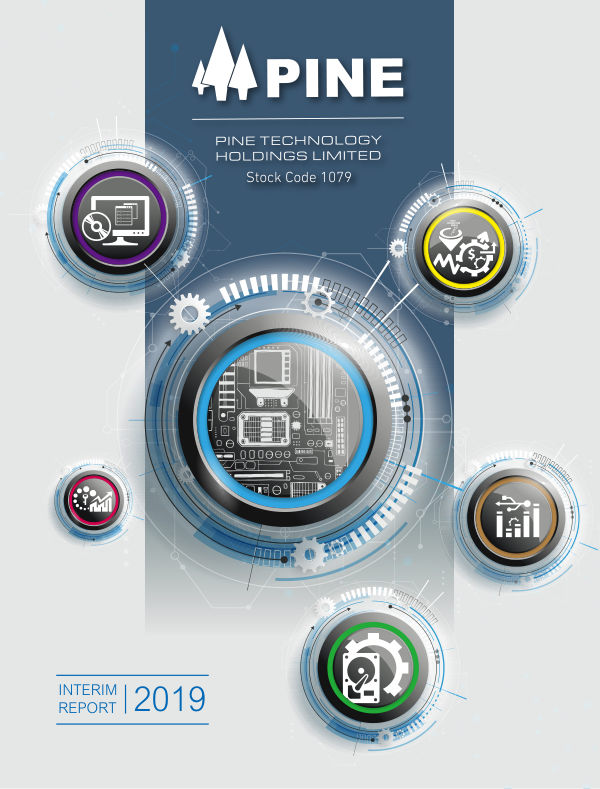 PINE
PINE TECHNOLOGY
HOLDINGS LIMITED
Stock Code 1079
$
INTERIM
REPORT
2019